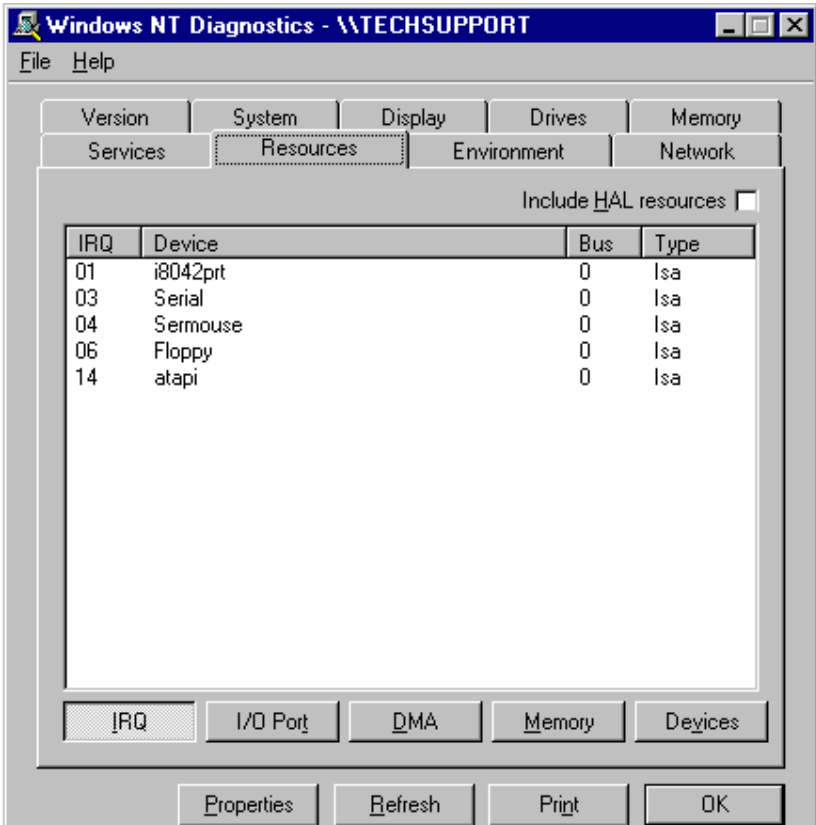 Windows NT Diagnostics - \\TECHSUPPORT
File Help
Version System Display Drives Memory
Services Resources Environment Network
Include HAL resources
IRQ Device Bus Type
01 i8042prt 0 Isa
03 Serial 0 Isa
04 Sermouse 0 Isa
06 Floppy 0 Isa
14 atapi 0 Isa
IRQ I/O Port DMA Memory Devices
Properties Refresh Print OK